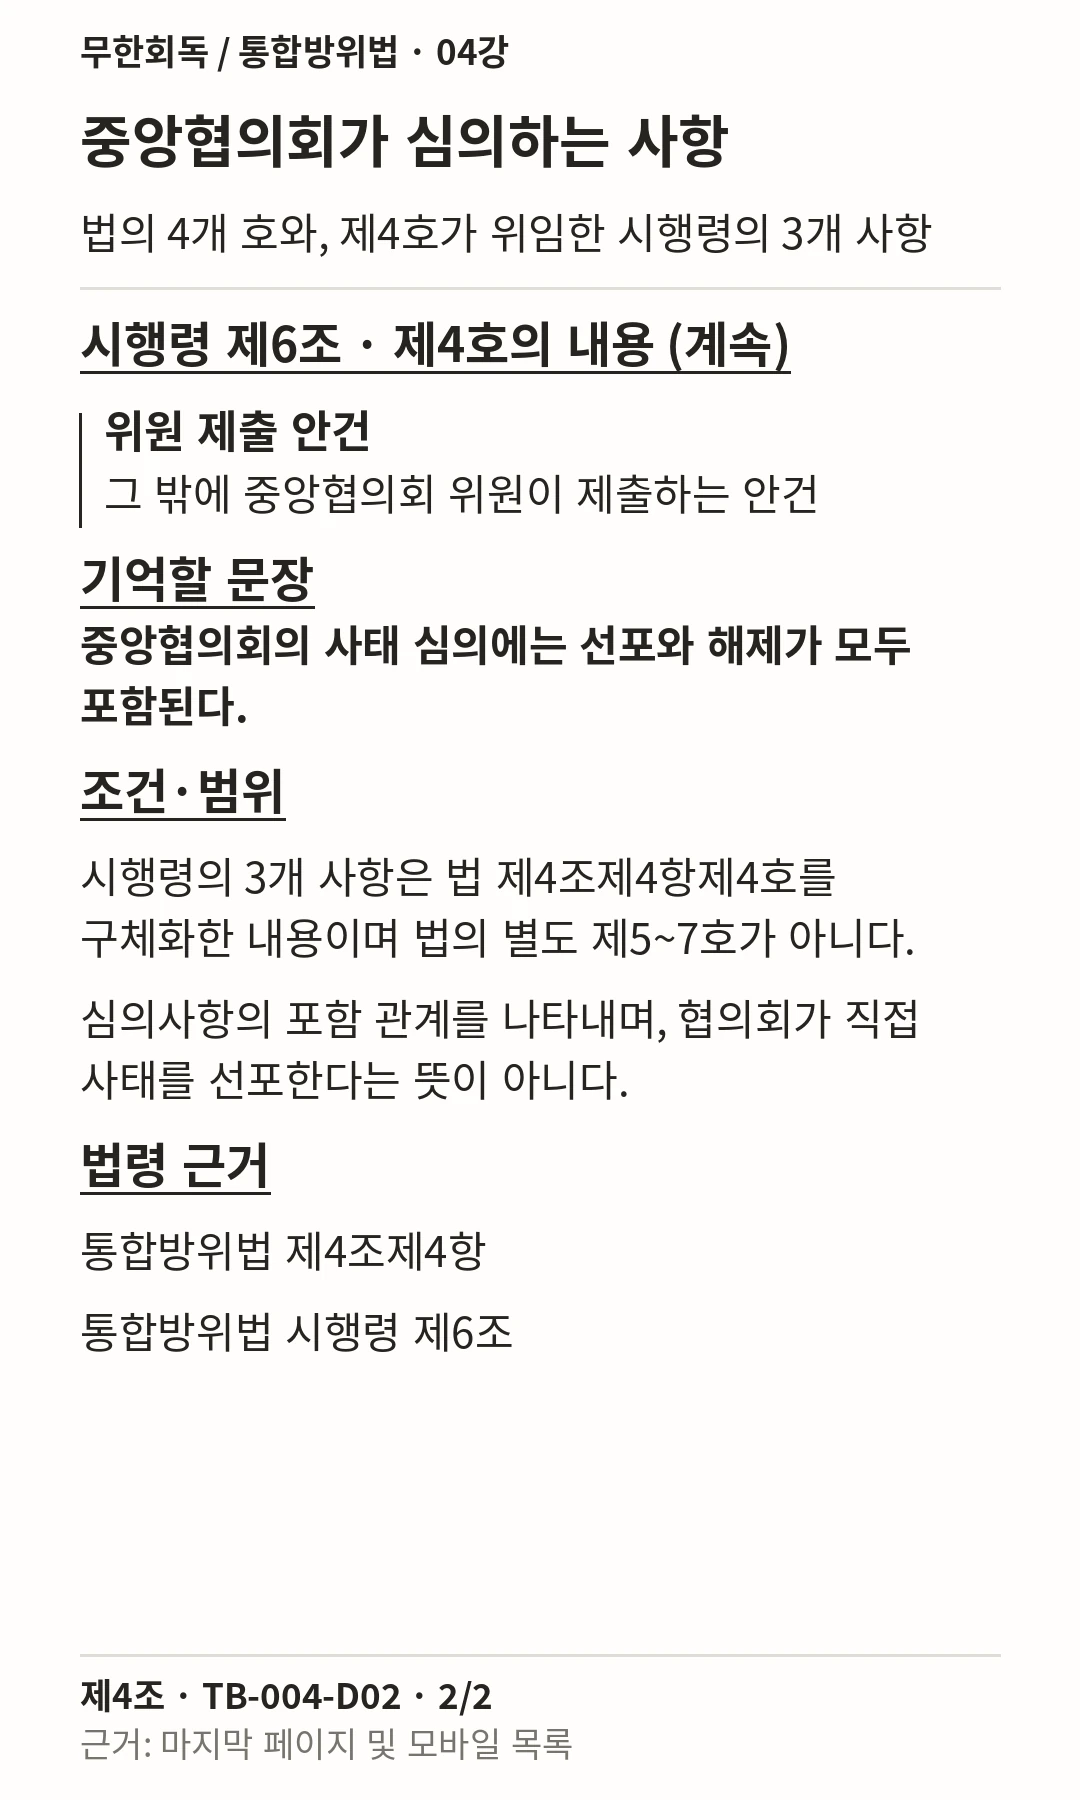 무한회독 / 통합방위법 · 04강
중앙협의회가 심의하는 사항
법의 4개 호와, 제4호가 위임한 시행령의 3개 사항
시행령 제6조 · 제4호의 내용 (계속)
위원 제출 안건
그 밖에 중앙협의회 위원이 제출하는 안건
기억할 문장
중앙협의회의 사태 심의에는 선포와 해제가 모두
포함된다.
조건·범위
시행령의 3개 사항은 법 제4조제4항제4호를
구체화한 내용이며 법의 별도 제5~7호가 아니다.
심의사항의 포함 관계를 나타내며, 협의회가 직접
사태를 선포한다는 뜻이 아니다.
법령 근거
통합방위법 제4조제4항
통합방위법 시행령 제6조
제4조 · TB-004-D02 · 2/2
근거: 마지막 페이지 및 모바일 목록